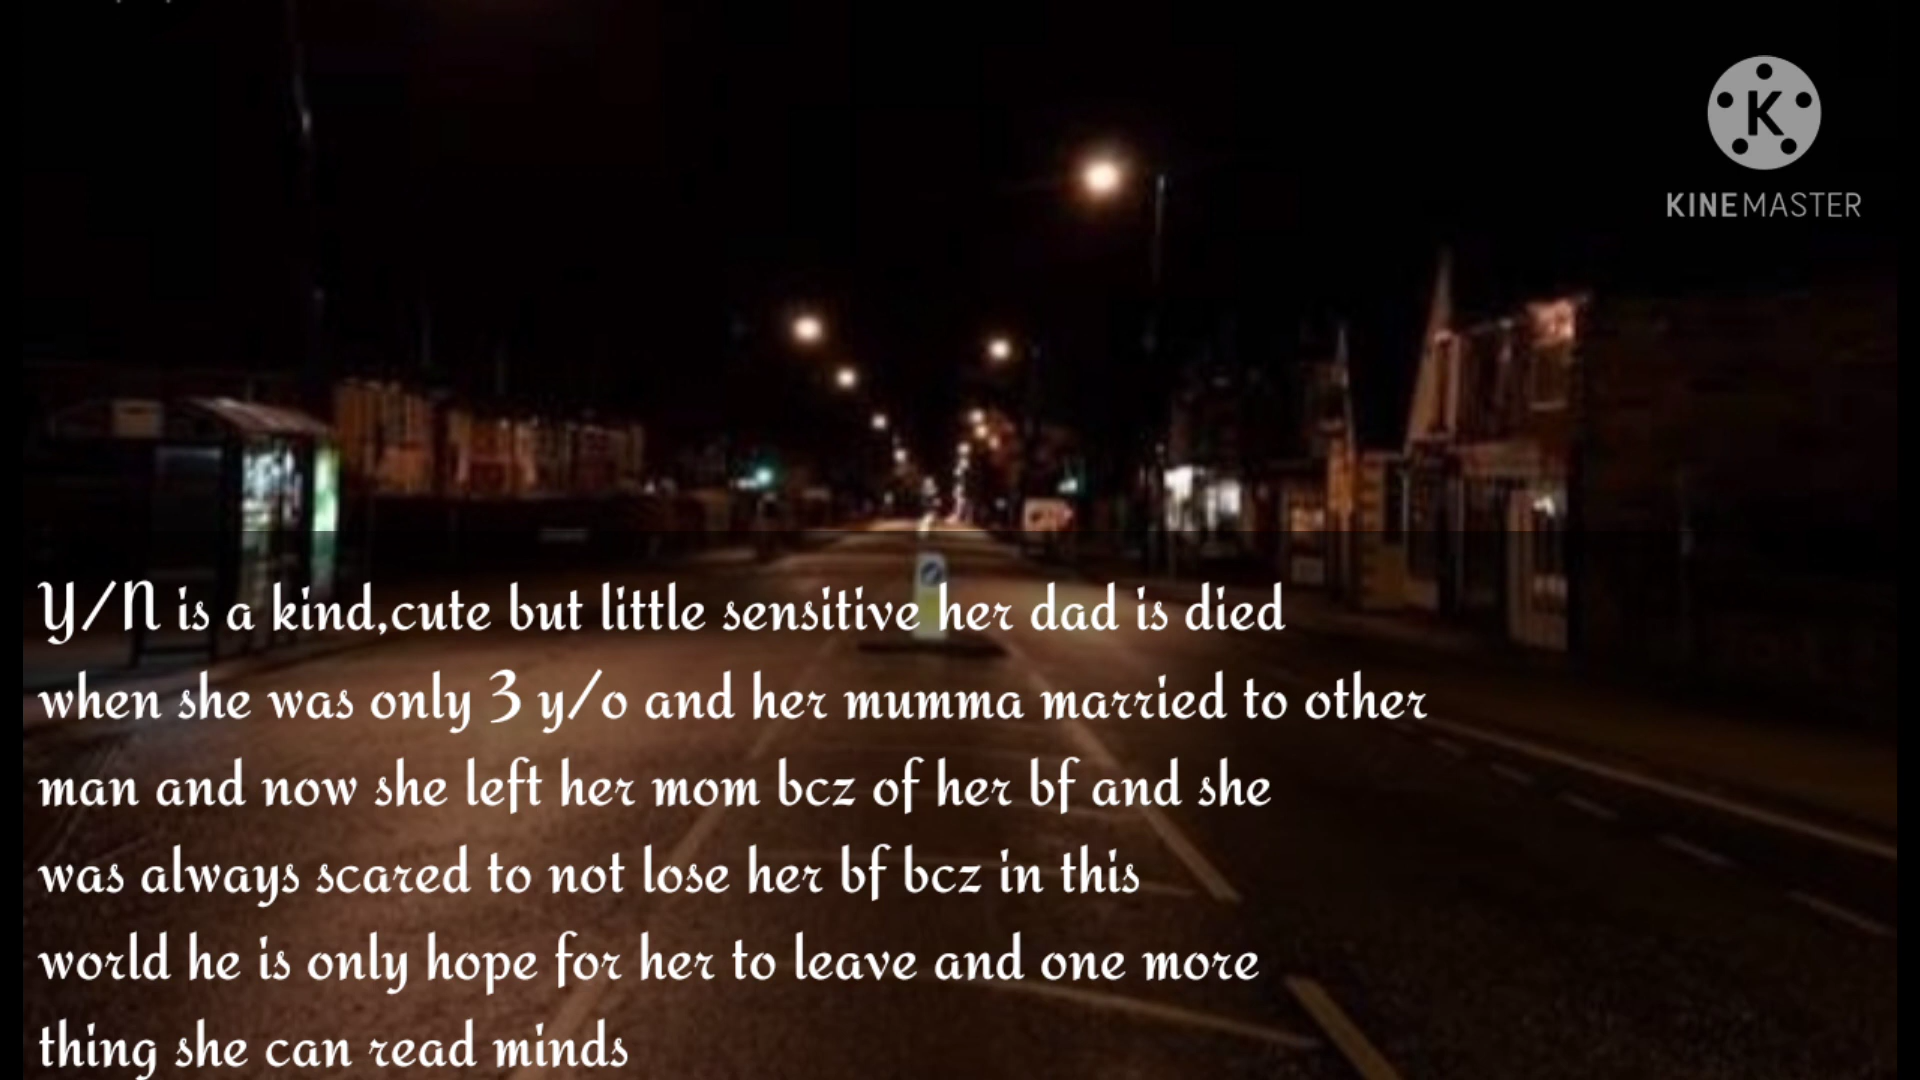 K
KINEMASTER
Y/N is a kind,cute but little sensitive her dad is died
when she was only 3 y/o and her mumma married to other
man and now she left her mom bcz of her bf and she
was always scared to not lose her bf bcz in this
world he is only hope for her to leave and one more
thing she can read minds